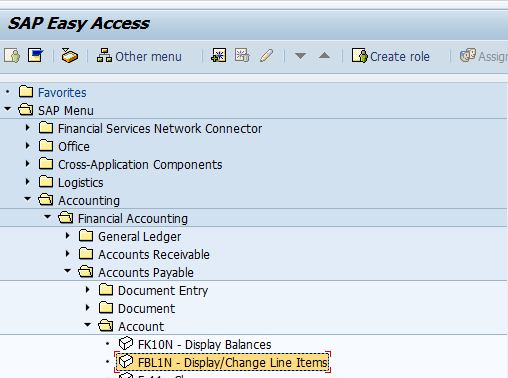 SAP Easy Access
Other menu Create role Assig
Favorites
SAP Menu
Financial Services Network Connector
Office
Cross-Application Components
Logistics
Accounting
Financial Accounting
General Ledger
Accounts Receivable
Accounts Payable
Document Entry
Document
Account
FK10N - Display Balances
FBL1N - Display/Change Line Items